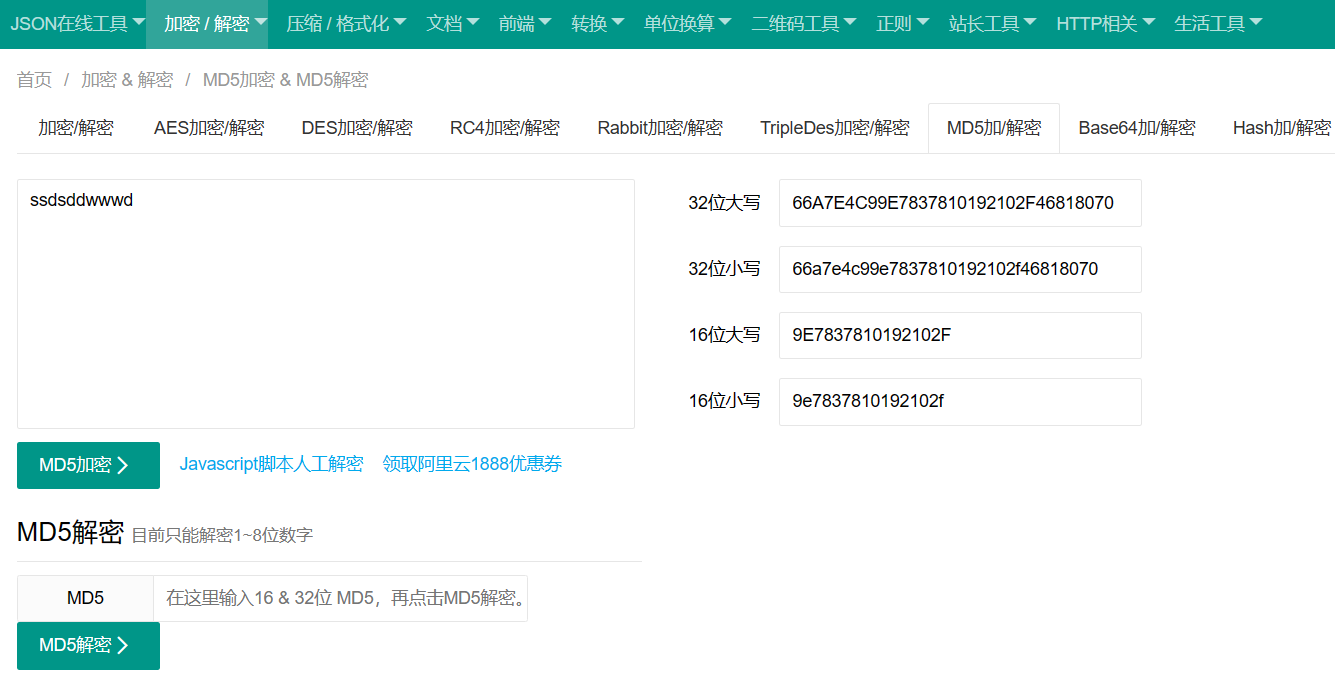 JSON在线工具 加密 / 解密 压缩 / 格式化 文档 前端 转换 单位换算 二维码工具 正则 站长工具 HTTP相关 生活工具
首页 / 加密 & 解密 / MD5加密 & MD5解密
加密/解密 AES加密/解密 DES加密/解密 RC4加密/解密 Rabbit加密/解密 TripleDes加密/解密 MD5加/解密 Base64加/解密 Hash加/解密
ssdsddwwwd
32位大写 66A7E4C99E7837810192102F46818070
32位小写 66a7e4c99e7837810192102f46818070
16位大写 9E7837810192102F
16位小写 9e7837810192102f
MD5加密 Javascript脚本人工解密 领取阿里云1888优惠券
MD5解密 目前只能解密1~8位数字
MD5 在这里输入16 & 32位 MD5，再点击MD5解密。
MD5解密